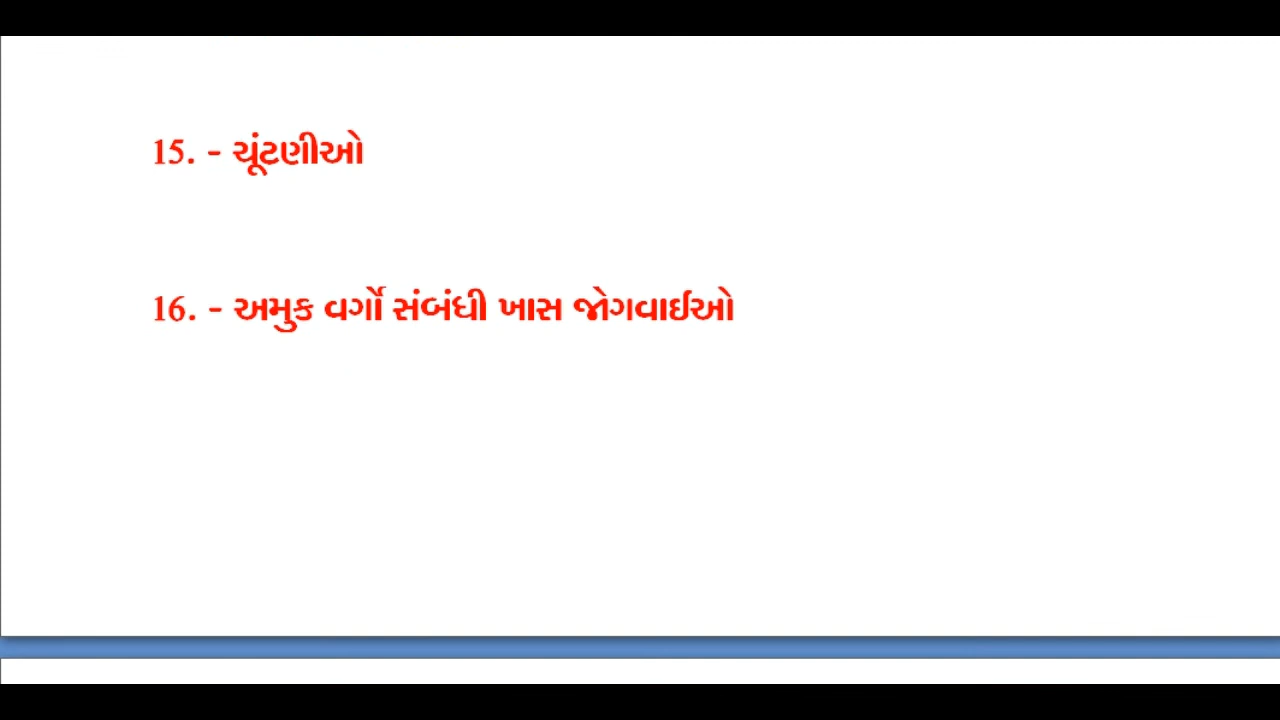 15. - ચૂંટણીઓ
16. - અમુક વર્ગો સંબંધી ખાસ જોગવાઈઓ